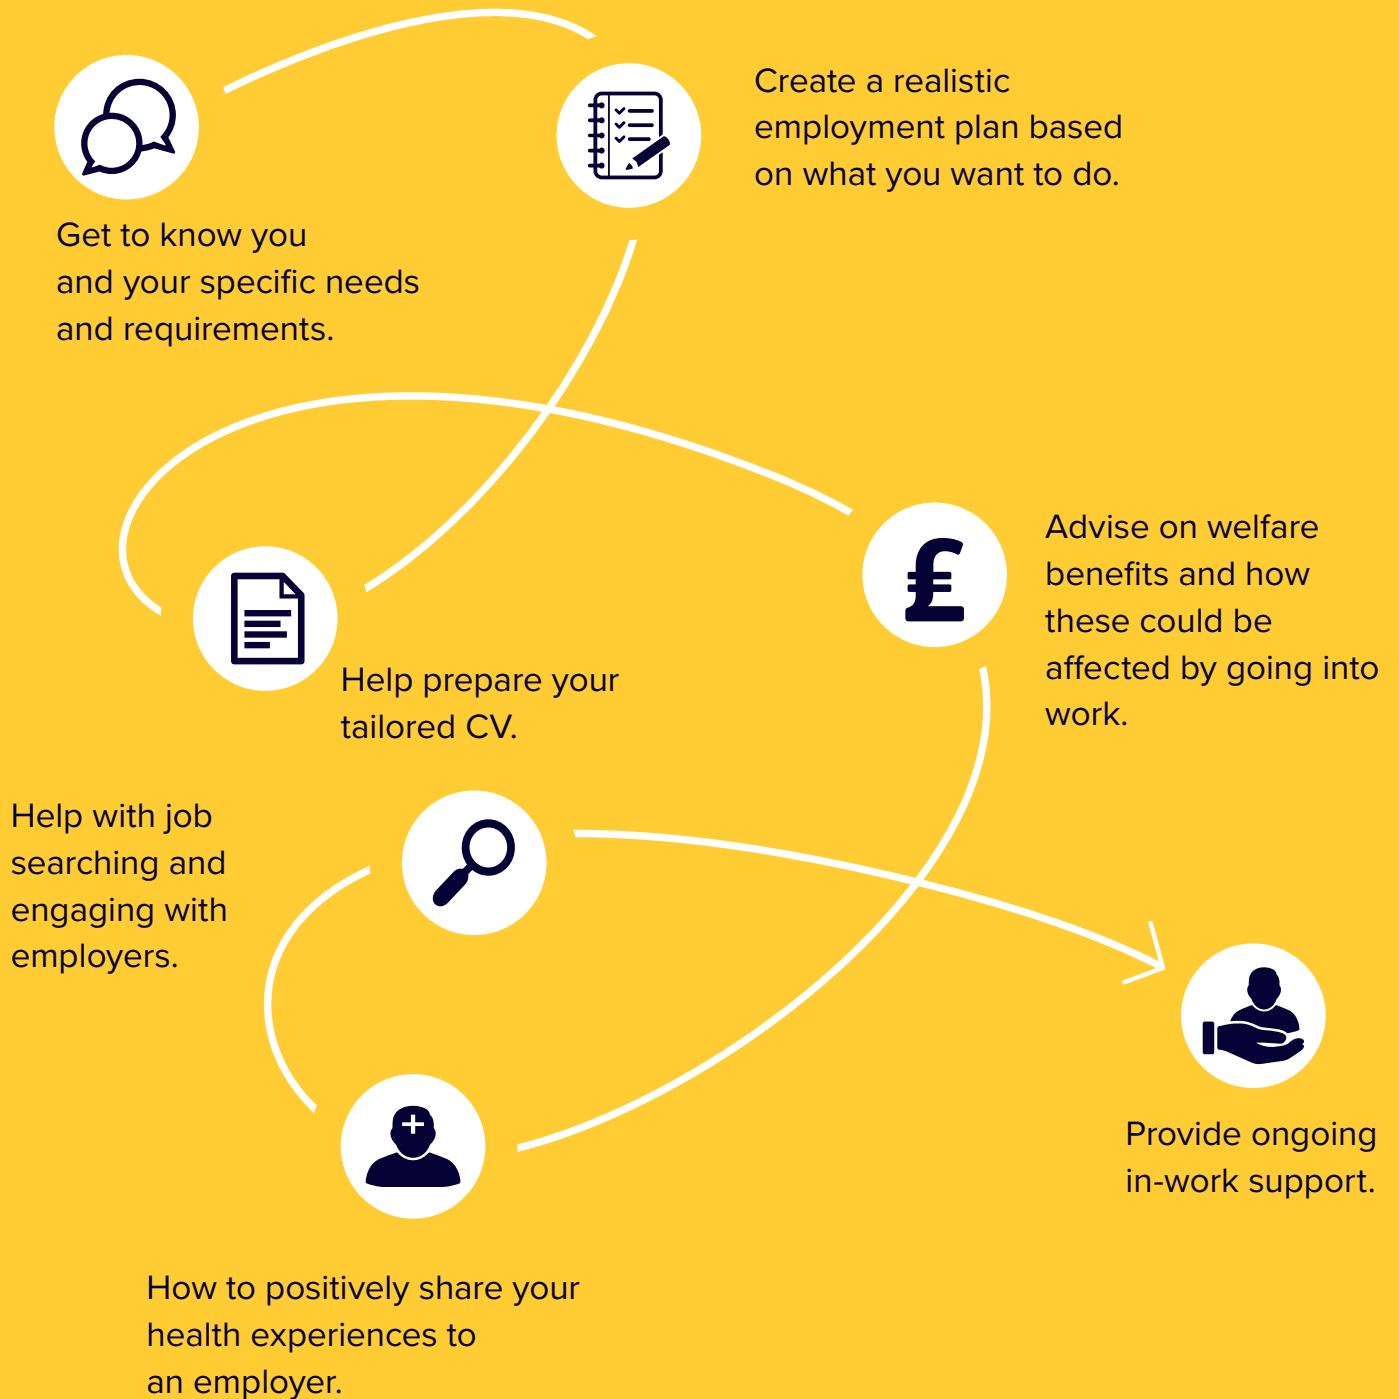 Get to know you
and your specific needs
and requirements.
Create a realistic
employment plan based
on what you want to do.
Help prepare your
tailored CV.
£
Advise on welfare
benefits and how
these could be
affected by going into
work.
How to positively share your
health experiences to
an employer.
Help with job
searching and
engaging with
employers.
Provide ongoing
in-work support.